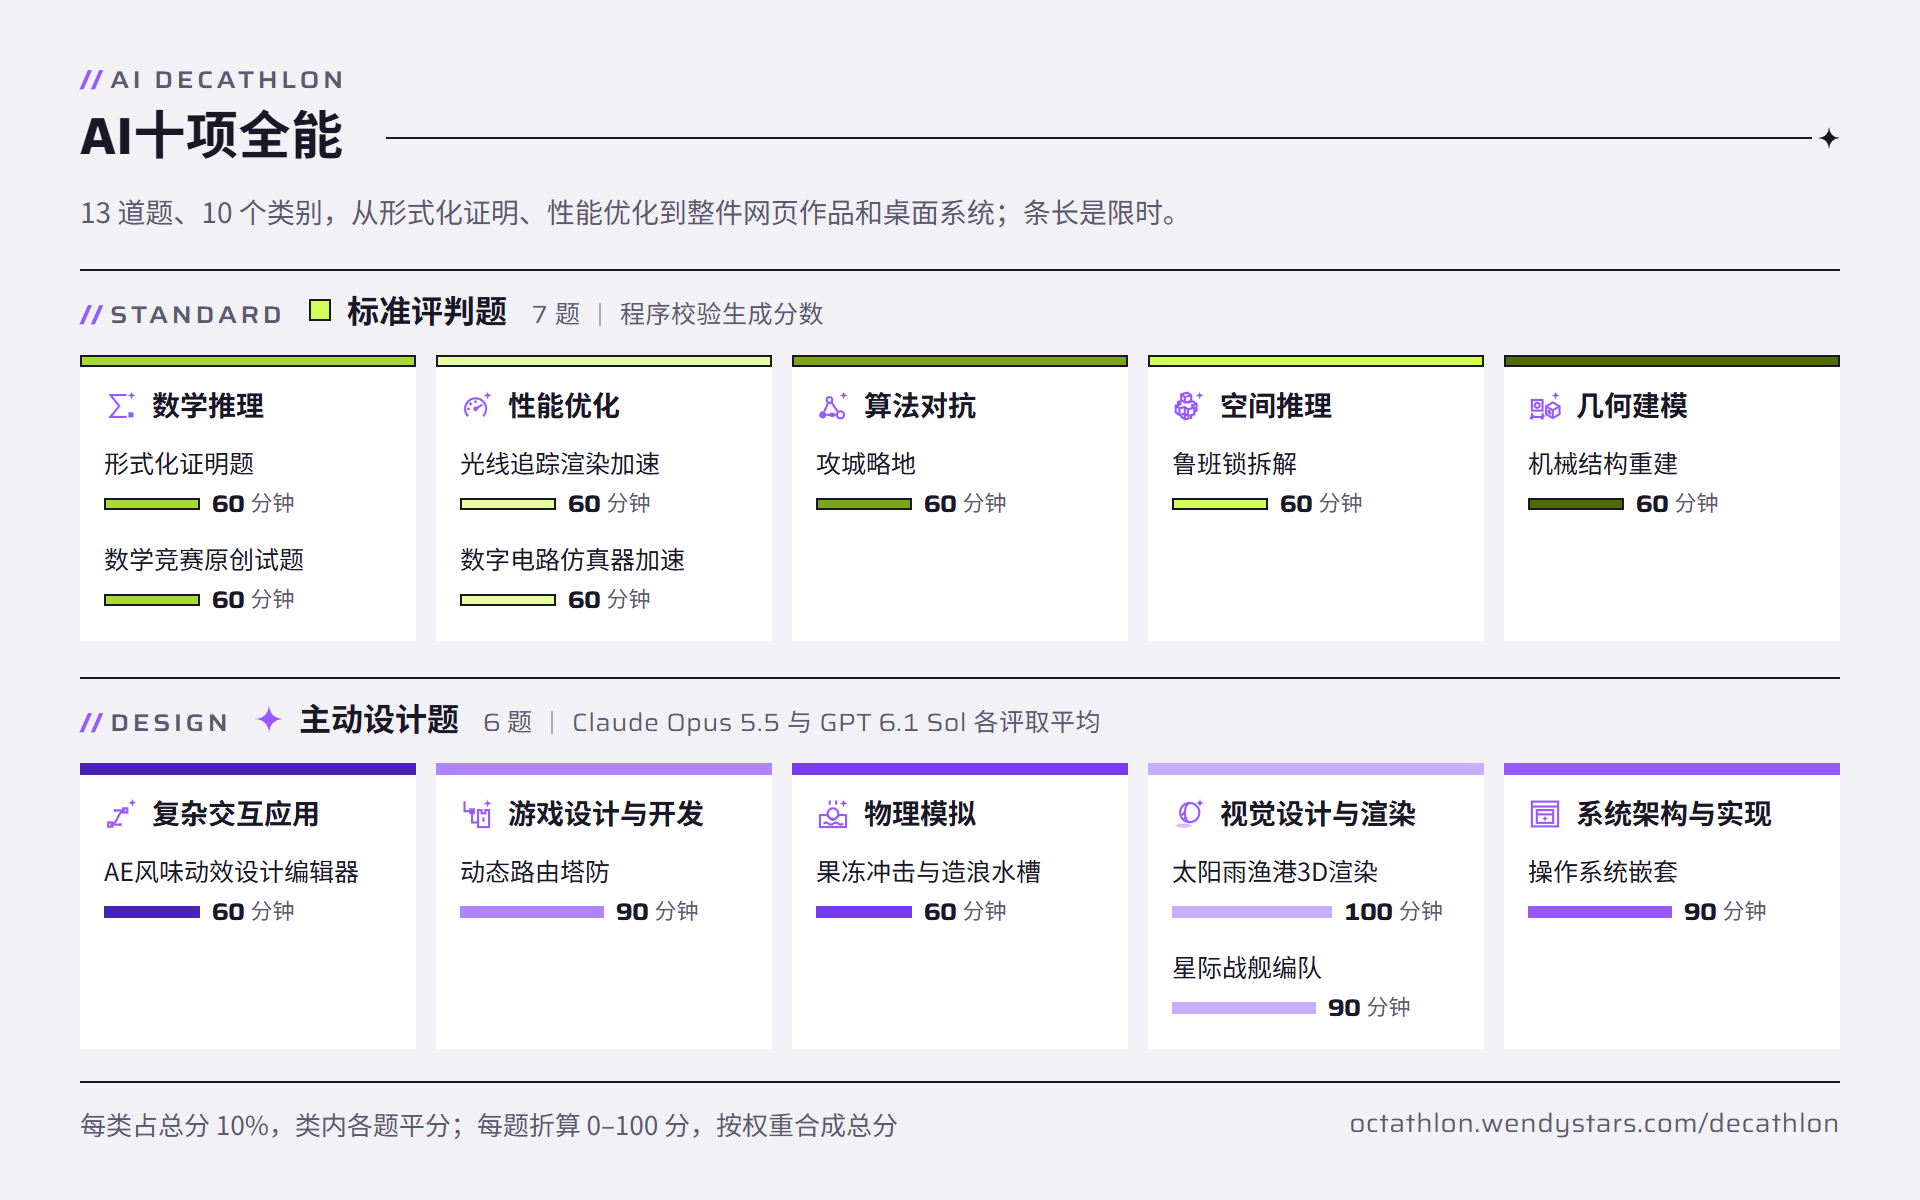 // AI DECATHLON
AI十项全能
13 道题、10 个类别，从形式化证明、性能优化到整件网页作品和桌面系统；条长是限时。
// STANDARD 标准评判题 7 题 | 程序校验生成分数
数学推理
形式化证明题
60 分钟
数学竞赛原创试题
60 分钟
性能优化
光线追踪渲染加速
60 分钟
数字电路仿真器加速
60 分钟
算法对抗
攻城略地
60 分钟
空间推理
鲁班锁拆解
60 分钟
几何建模
机械结构重建
60 分钟
// DESIGN 主动设计题 6 题 | Claude Opus 5.5 与 GPT 6.1 Sol 各评取平均
复杂交互应用
AE风味动效设计编辑器
60 分钟
游戏设计与开发
动态路由塔防
90 分钟
物理模拟
果冻冲击与造浪水槽
60 分钟
视觉设计与渲染
太阳雨渔港3D渲染
100 分钟
星际战舰编队
90 分钟
系统架构与实现
操作系统嵌套
90 分钟
每类占总分 10%，类内各题平分；每题折算 0–100 分，按权重合成总分
octathlon.wendystars.com/decathlon